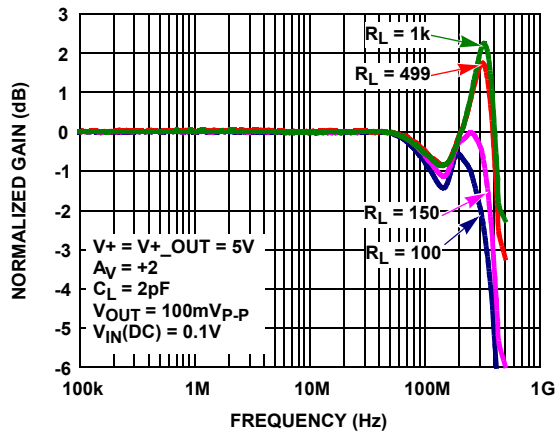 3
2
1
0
-1
-2
-3
-4
-5
-6
NORMALIZED GAIN (dB)
R_L = 1k
R_L = 499
R_L = 150
R_L = 100
V+ = V+_OUT = 5V
A_V = +2
C_L = 2pF
V_OUT = 100mV_P-P
V_IN(DC) = 0.1V
100k 1M 10M 100M 1G
FREQUENCY (Hz)